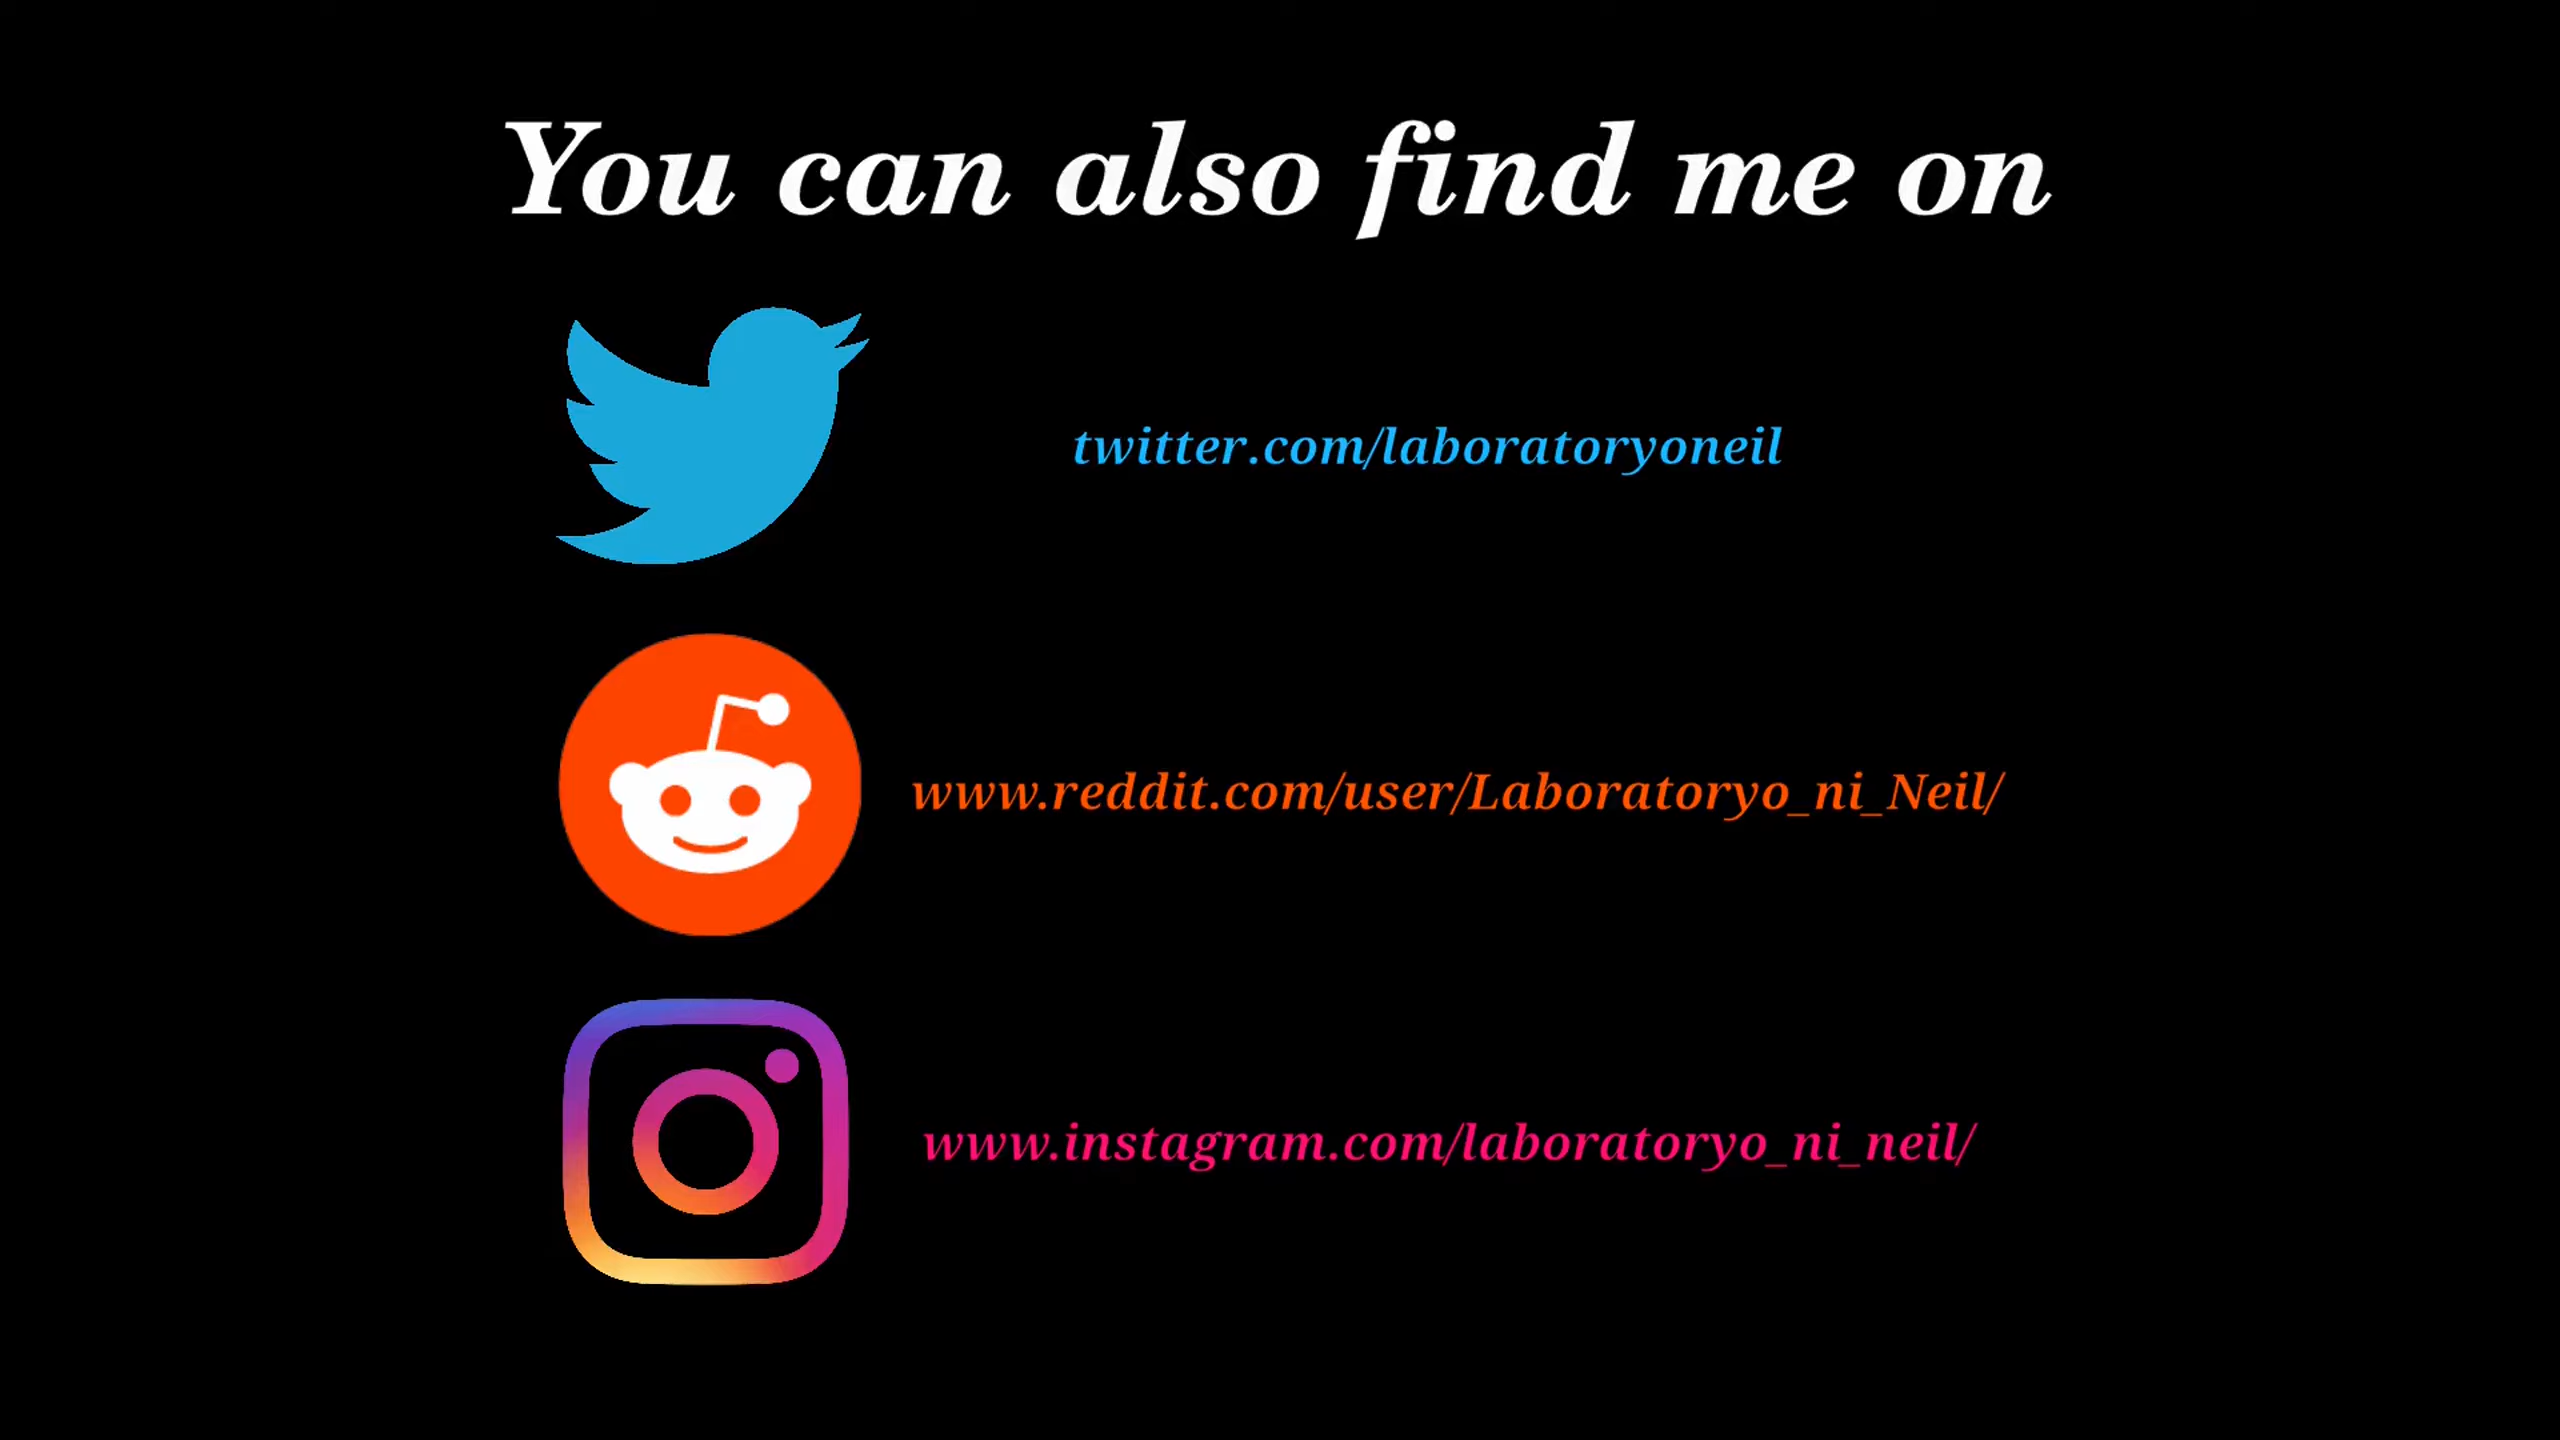 You can also find me on
twitter.com/laboratoryoneil
www.reddit.com/user/Laboratoryo_ni_Neil/
www.instagram.com/laboratoryo_ni_neil/